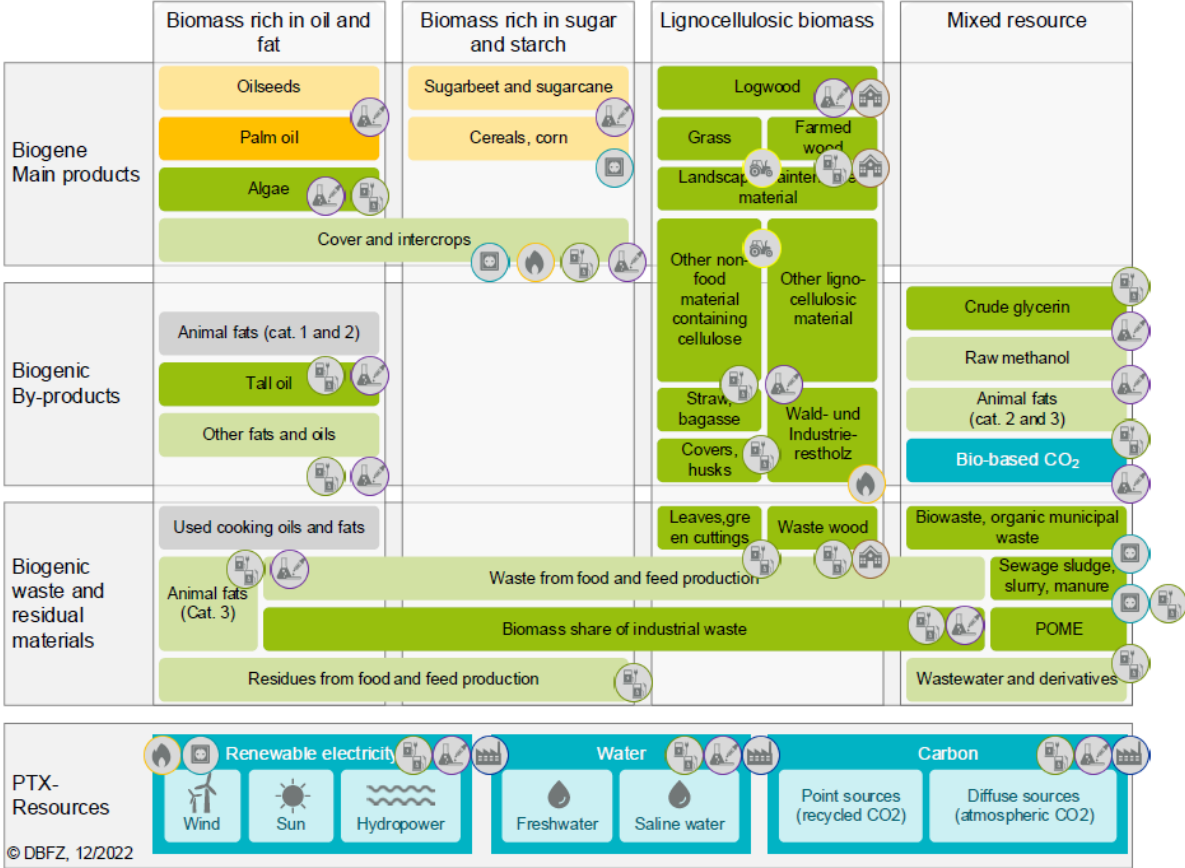 Biomass rich in oil and
fat
Biomass rich in sugar
and starch
Lignocellulosic biomass
Mixed resource
Biogene
Main products
Oilseeds
Palm oil
Algae
Cover and intercrops
Sugarbeet and sugarcane
Cereals, corn
Logwood
Grass
Farmed
wood
Landscap
material
Other non-
food
material
containing
cellulose
Other ligno-
cellulosic
material
Biogenic
By-products
Animal fats (cat. 1 and 2)
Tall oil
Other fats and oils
Straw,
bagasse
Covers,
husks
Wald- und
Industrie-
restholz
Crude glycerin
Raw methanol
Animal fats
(cat. 2 and 3)
Bio-based CO₂
Biogenic
waste and
residual
materials
Used cooking oils and fats
Leaves,gre
en cuttings
Waste wood
Biowaste, organic municipal
waste
Animal fats
(Cat. 3)
Waste from food and feed production
Sewage sludge,
slurry, manure
Biomass share of industrial waste
POME
Residues from food and feed production
Wastewater and derivatives
PTX-
Resources
Renewable electricity
Wind
Sun
Hydropower
Water
Freshwater
Saline water
Carbon
Point sources
(recycled CO2)
Diffuse sources
(atmospheric CO2)
© DBFZ, 12/2022